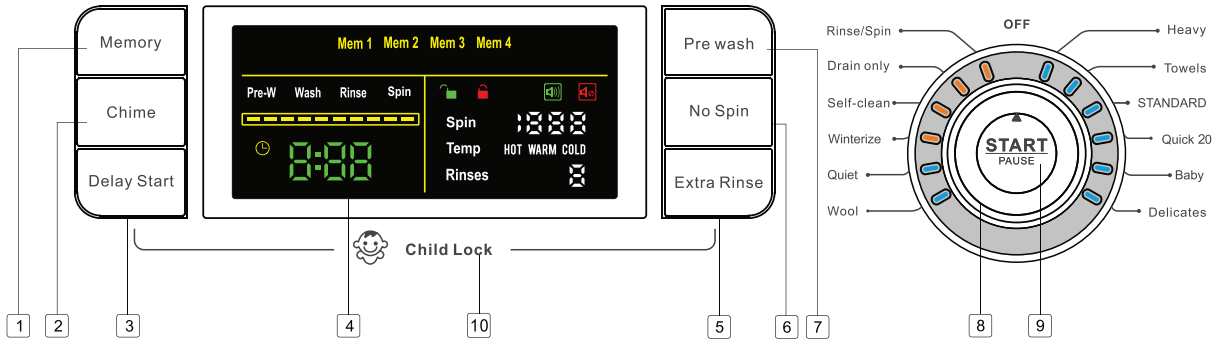 Memory
Chime
Delay Start
Mem 1 Mem 2 Mem 3 Mem 4
Pre-W Wash Rinse Spin
8:88
Spin 1888
Temp HOT WARM COLD
Rinses 8
Pre wash
No Spin
Extra Rinse
Child Lock
OFF
Rinse/Spin
Drain only
Self-clean
Winterize
Quiet
Wool
Heavy
Towels
STANDARD
Quick 20
Baby
Delicates
START
PAUSE
1 2 3 4 10 5 6 7 8 9